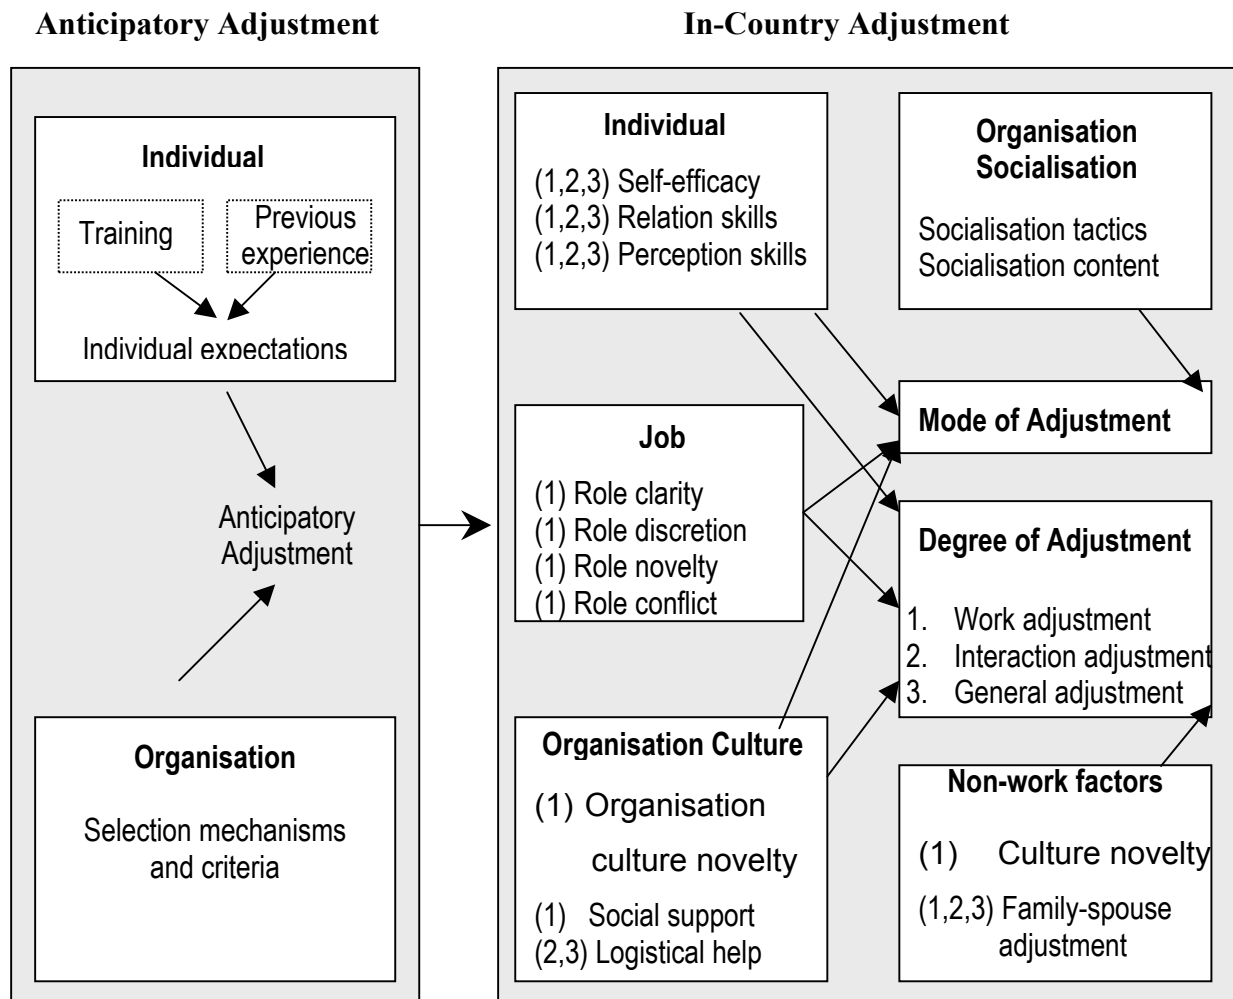 Anticipatory Adjustment
In-Country Adjustment
Individual
Training
Previous
experience
Individual expectations
Anticipatory
Adjustment
Organisation
Selection mechanisms
and criteria
Individual
(1,2,3) Self-efficacy
(1,2,3) Relation skills
(1,2,3) Perception skills
Job
(1) Role clarity
(1) Role discretion
(1) Role novelty
(1) Role conflict
Organisation Culture
(1) Organisation
culture novelty
(1) Social support
(2,3) Logistical help
Organisation
Socialisation
Socialisation tactics
Socialisation content
Mode of Adjustment
Degree of Adjustment
1. Work adjustment
2. Interaction adjustment
3. General adjustment
Non-work factors
(1) Culture novelty
(1,2,3) Family-spouse
adjustment